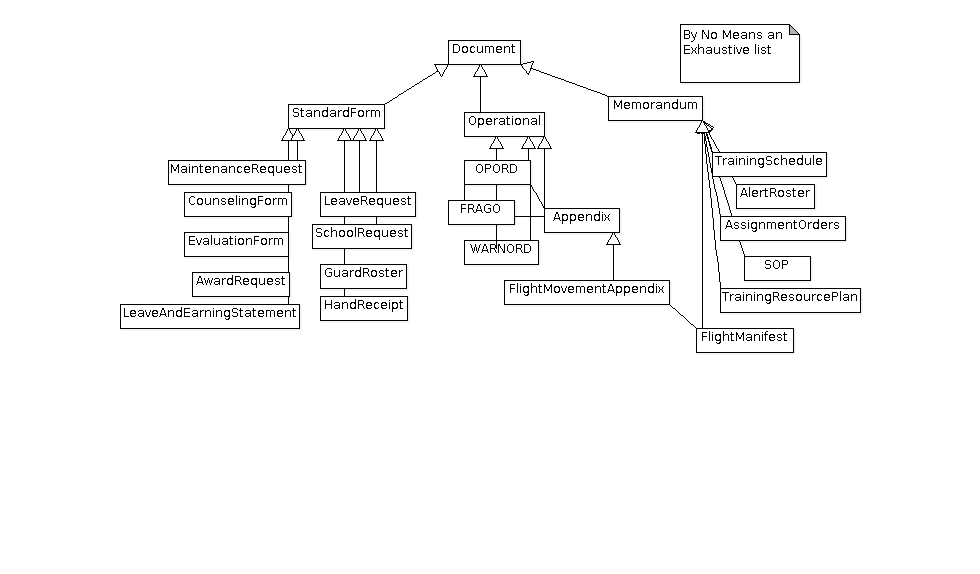 By No Means an
Exhaustive list
Document
StandardForm
Operational
Memorandum
MaintenanceRequest
CounselingForm
EvaluationForm
AwardRequest
LeaveAndEarningStatement
LeaveRequest
SchoolRequest
GuardRoster
HandReceipt
OPORD
FRAGO
WARNORD
Appendix
FlightMovementAppendix
TrainingSchedule
AlertRoster
AssignmentOrders
SOP
TrainingResourcePlan
FlightManifest